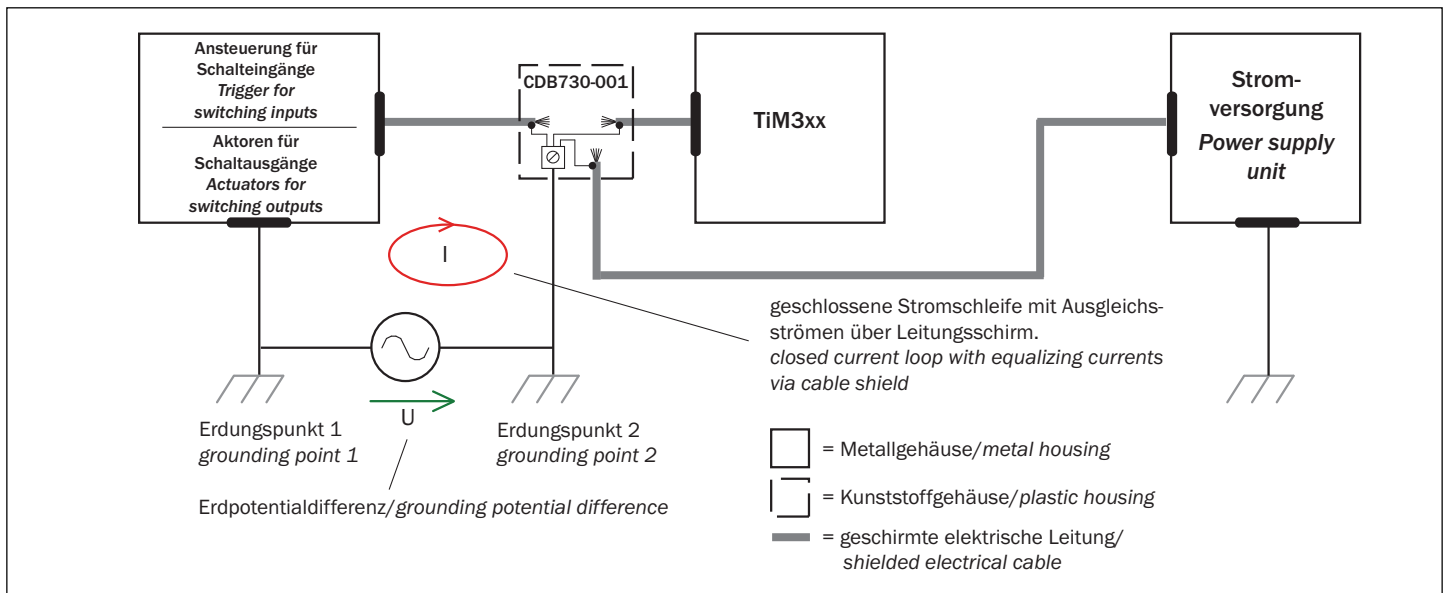 Ansteuerung für
Schalteingänge
Trigger for
switching inputs
Aktoren für
Schaltausgänge
Actuators for
switching outputs
CDB730-001
TiM3xx
Strom-
versorgung
Power supply
unit
I
geschlossene Stromschleife mit Ausgleichs-
strömen über Leitungsschirm.
closed current loop with equalizing currents
via cable shield
U
Erdungspunkt 1
grounding point 1
Erdungspunkt 2
grounding point 2
Erdpotentialdifferenz/grounding potential difference
= Metallgehäuse/metal housing
= Kunststoffgehäuse/plastic housing
= geschirmte elektrische Leitung/
shielded electrical cable